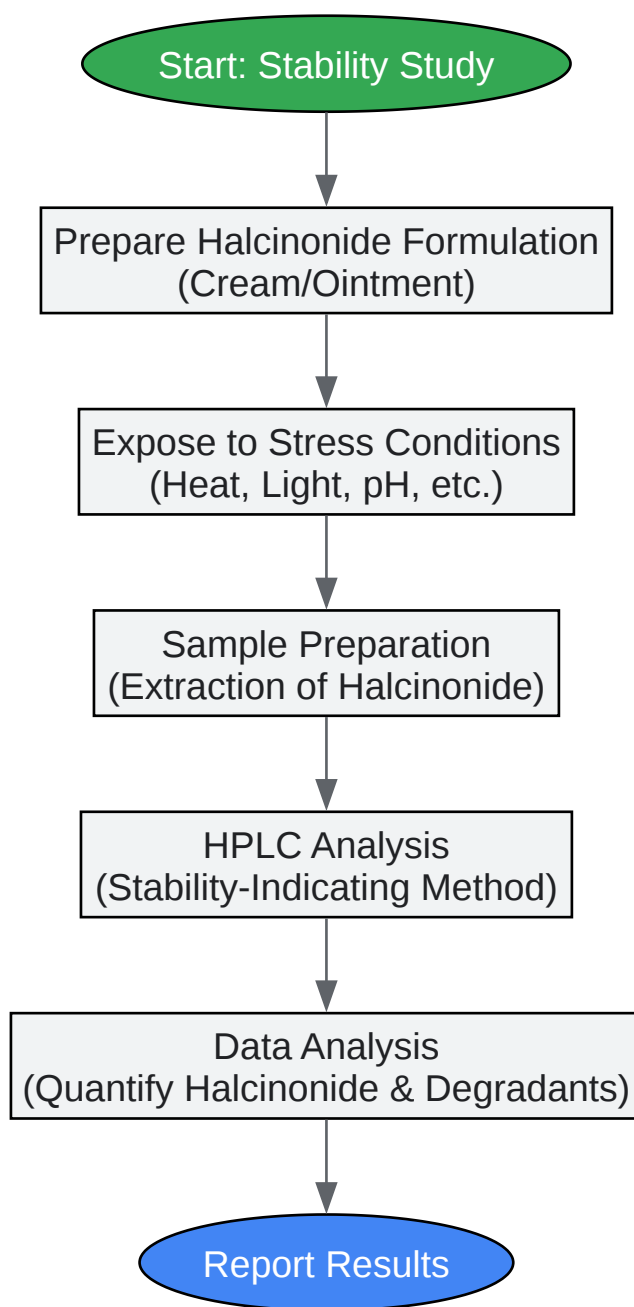 Start: Stability Study
Prepare Halcinonide Formulation
(Cream/Ointment)
Expose to Stress Conditions
(Heat, Light, pH, etc.)
Sample Preparation
(Extraction of Halcinonide)
HPLC Analysis
(Stability-Indicating Method)
Data Analysis
(Quantify Halcinonide & Degradants)
Report Results